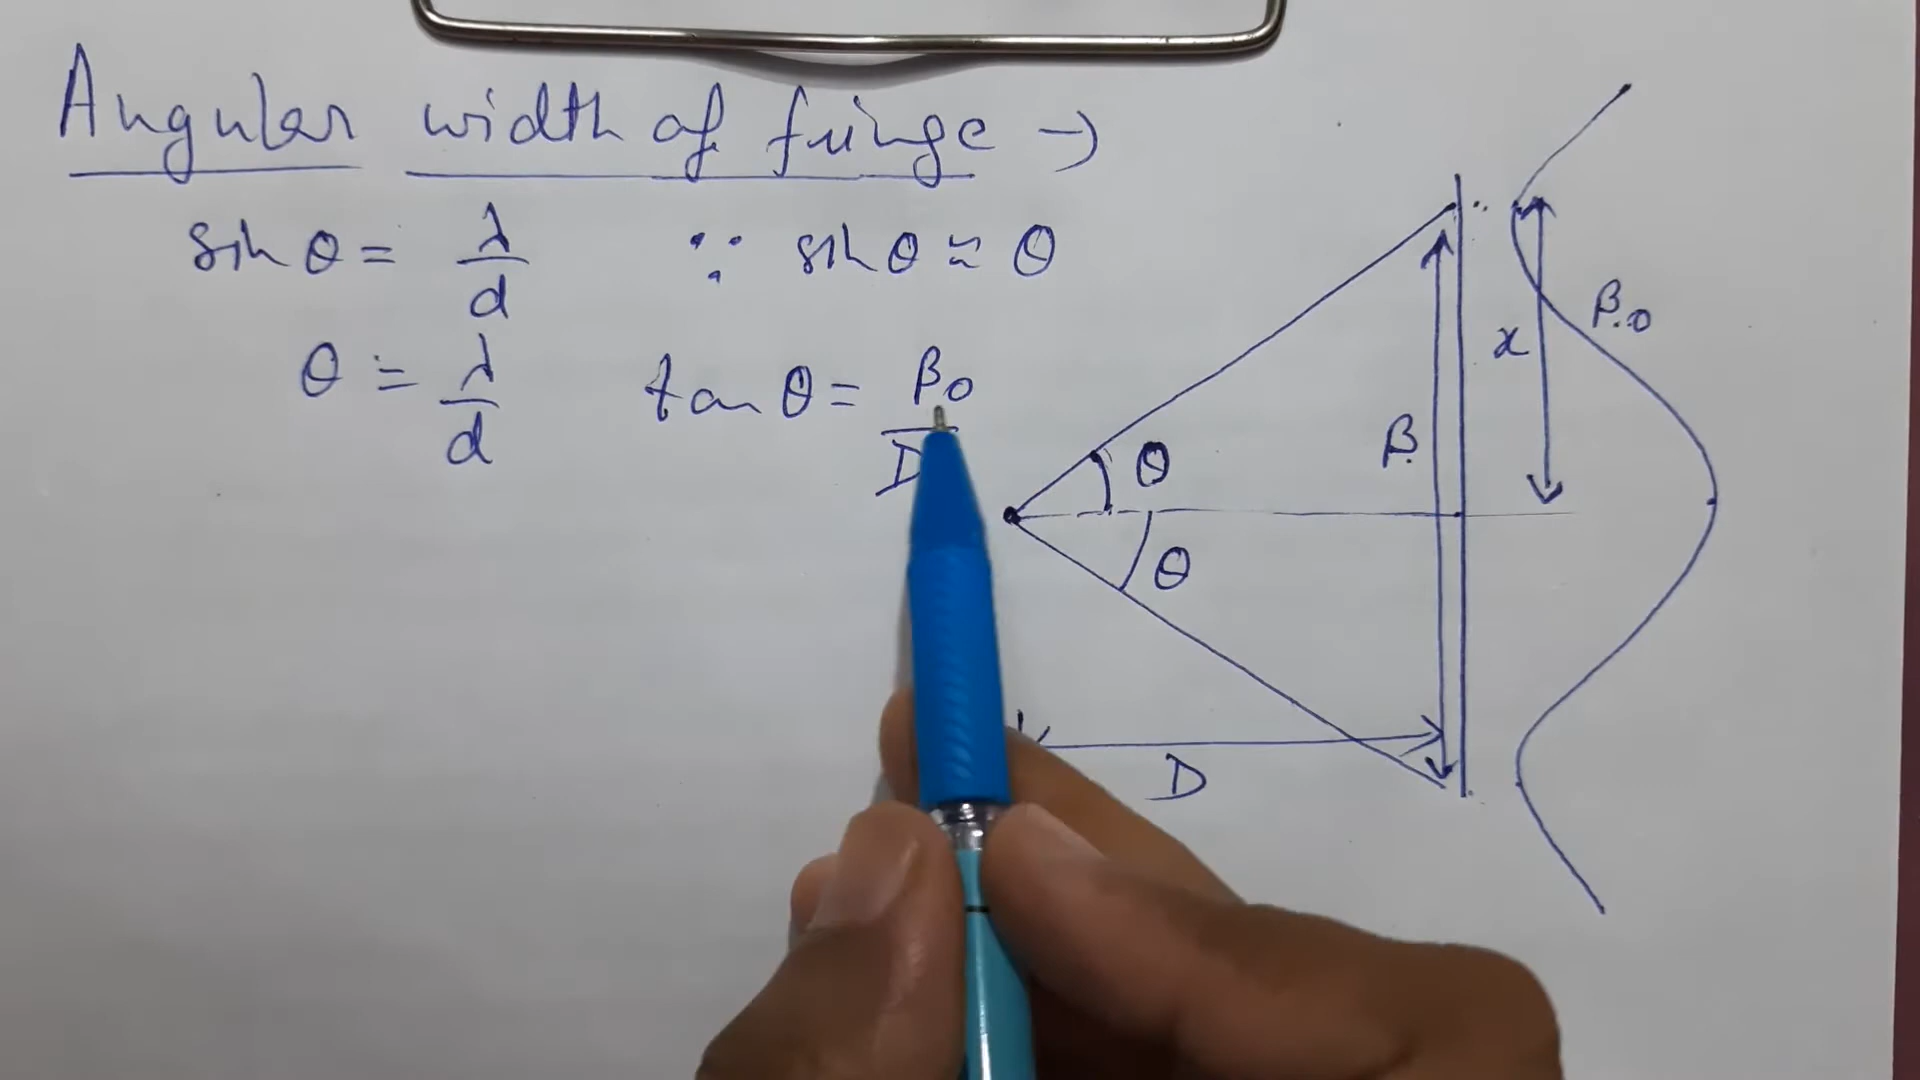 Angular width of fringe →
sin θ = λ/d ∵ sin θ ≈ θ
θ = λ/d tan θ = β0/D
β0
x
β
θ
θ
D